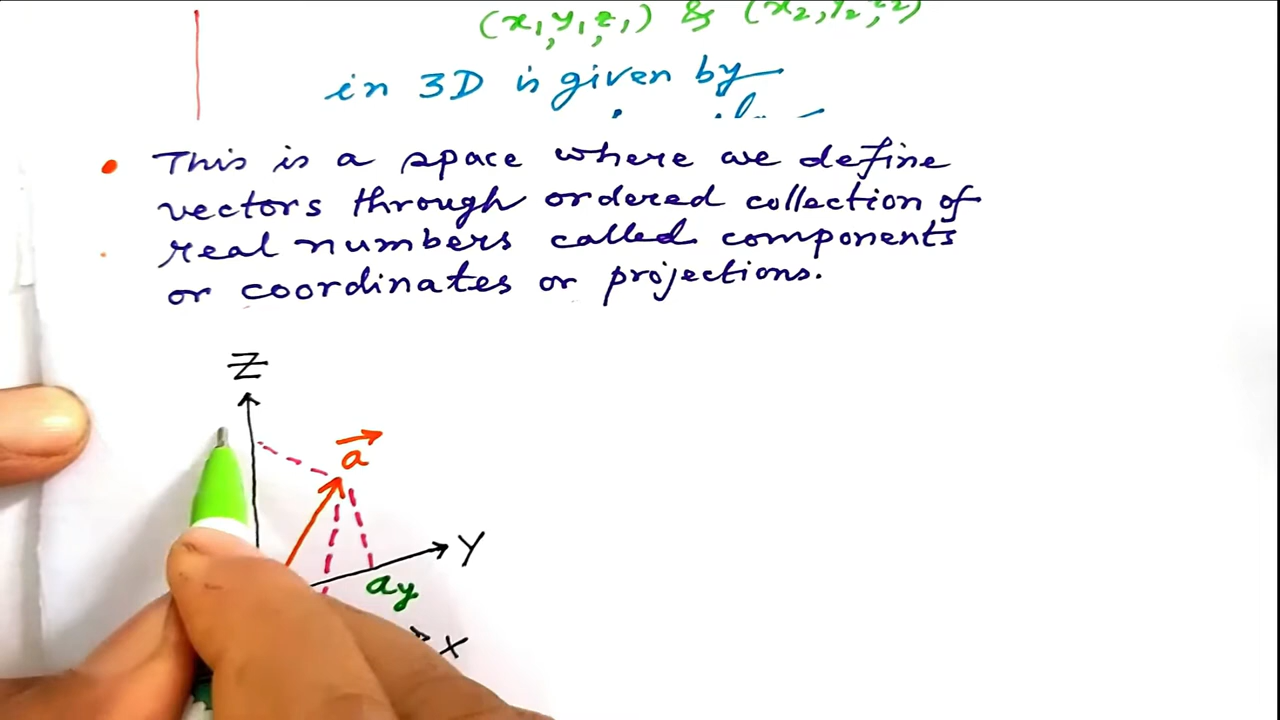 (x₁, y₁, z₁) & (x₂, y₂, z₂)
in 3D is given by
• This is a space where we define
vectors through ordered collection of
real numbers called components
or coordinates or projections.
Z
a
Y
ay
X